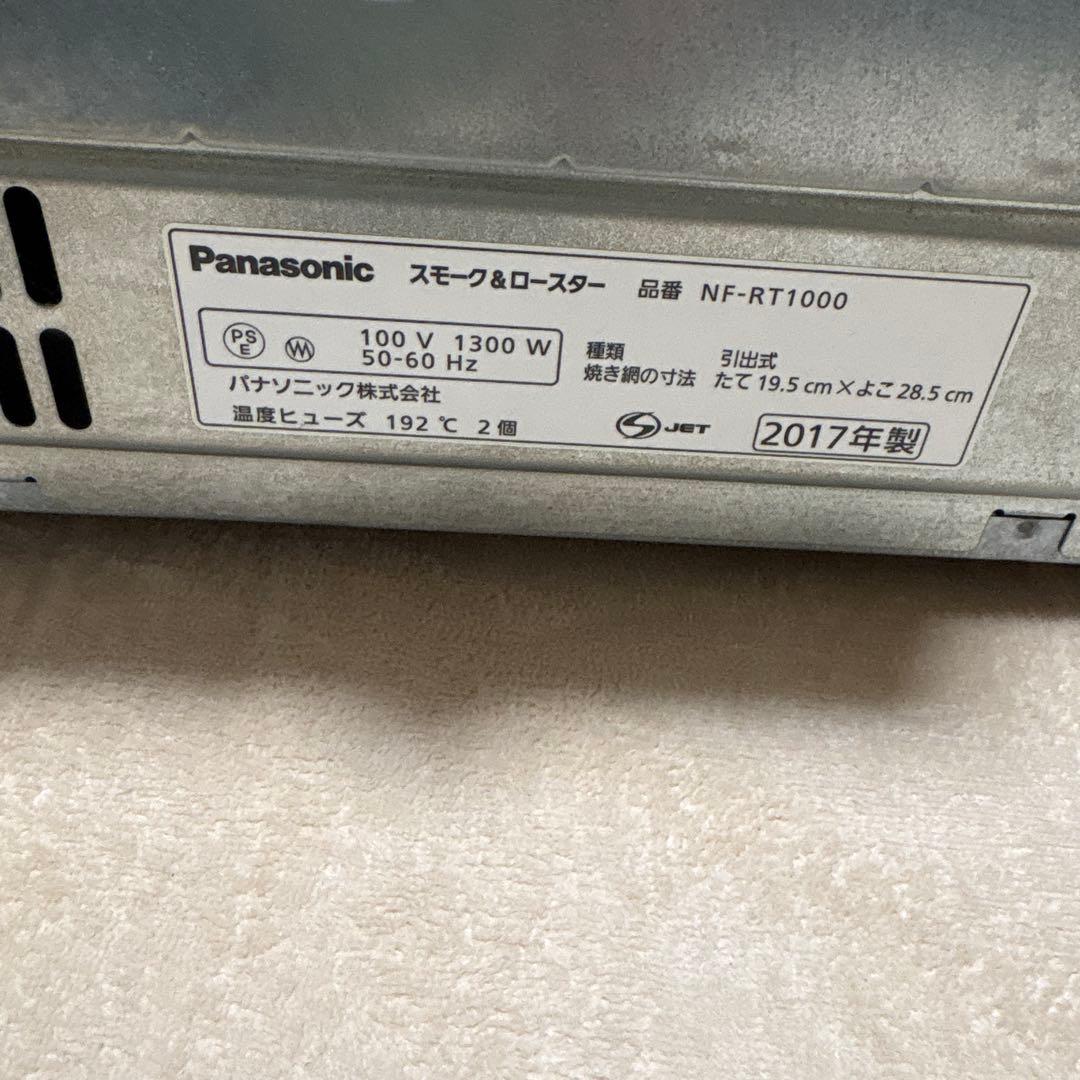 Panasonic スモーク&ロースター 品番 NF-RT1000
PS E 100 V 1300 W
50-60 Hz
種類 引出式
焼き網の寸法 たて 19.5 cm×よこ 28.5 cm
パナソニック株式会社
温度ヒューズ 192 ℃ 2 個
JET 2017年製